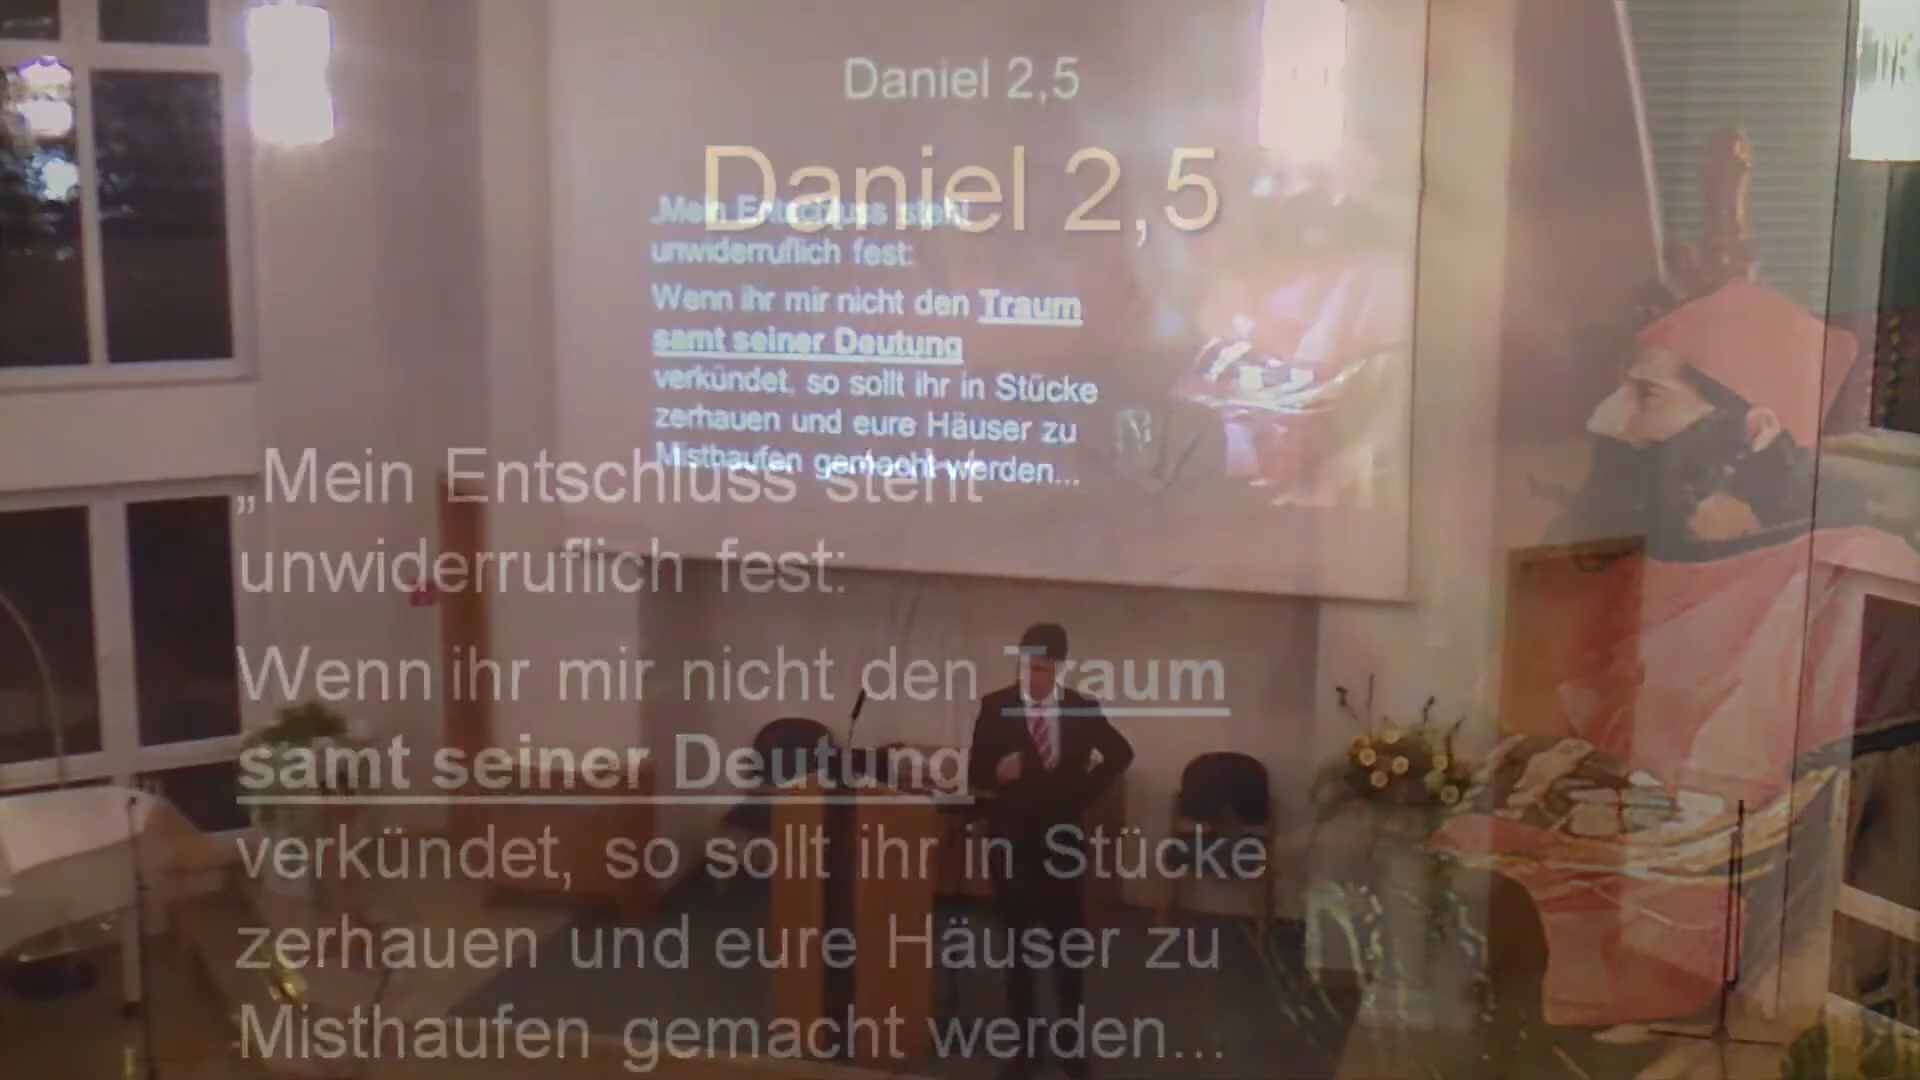 Daniel 2,5
Daniel 2,5
„Mein Entschluss steht
unwiderruflich fest:
Wenn ihr mir nicht den Traum
samt seiner Deutung
verkündet, so sollt ihr in Stücke
zerhauen und eure Häuser zu
Misthaufen gemacht werden...
„Mein Entschluss steht
unwiderruflich fest:
Wenn ihr mir nicht den Traum
samt seiner Deutung
verkündet, so sollt ihr in Stücke
zerhauen und eure Häuser zu
Misthaufen gemacht werden...